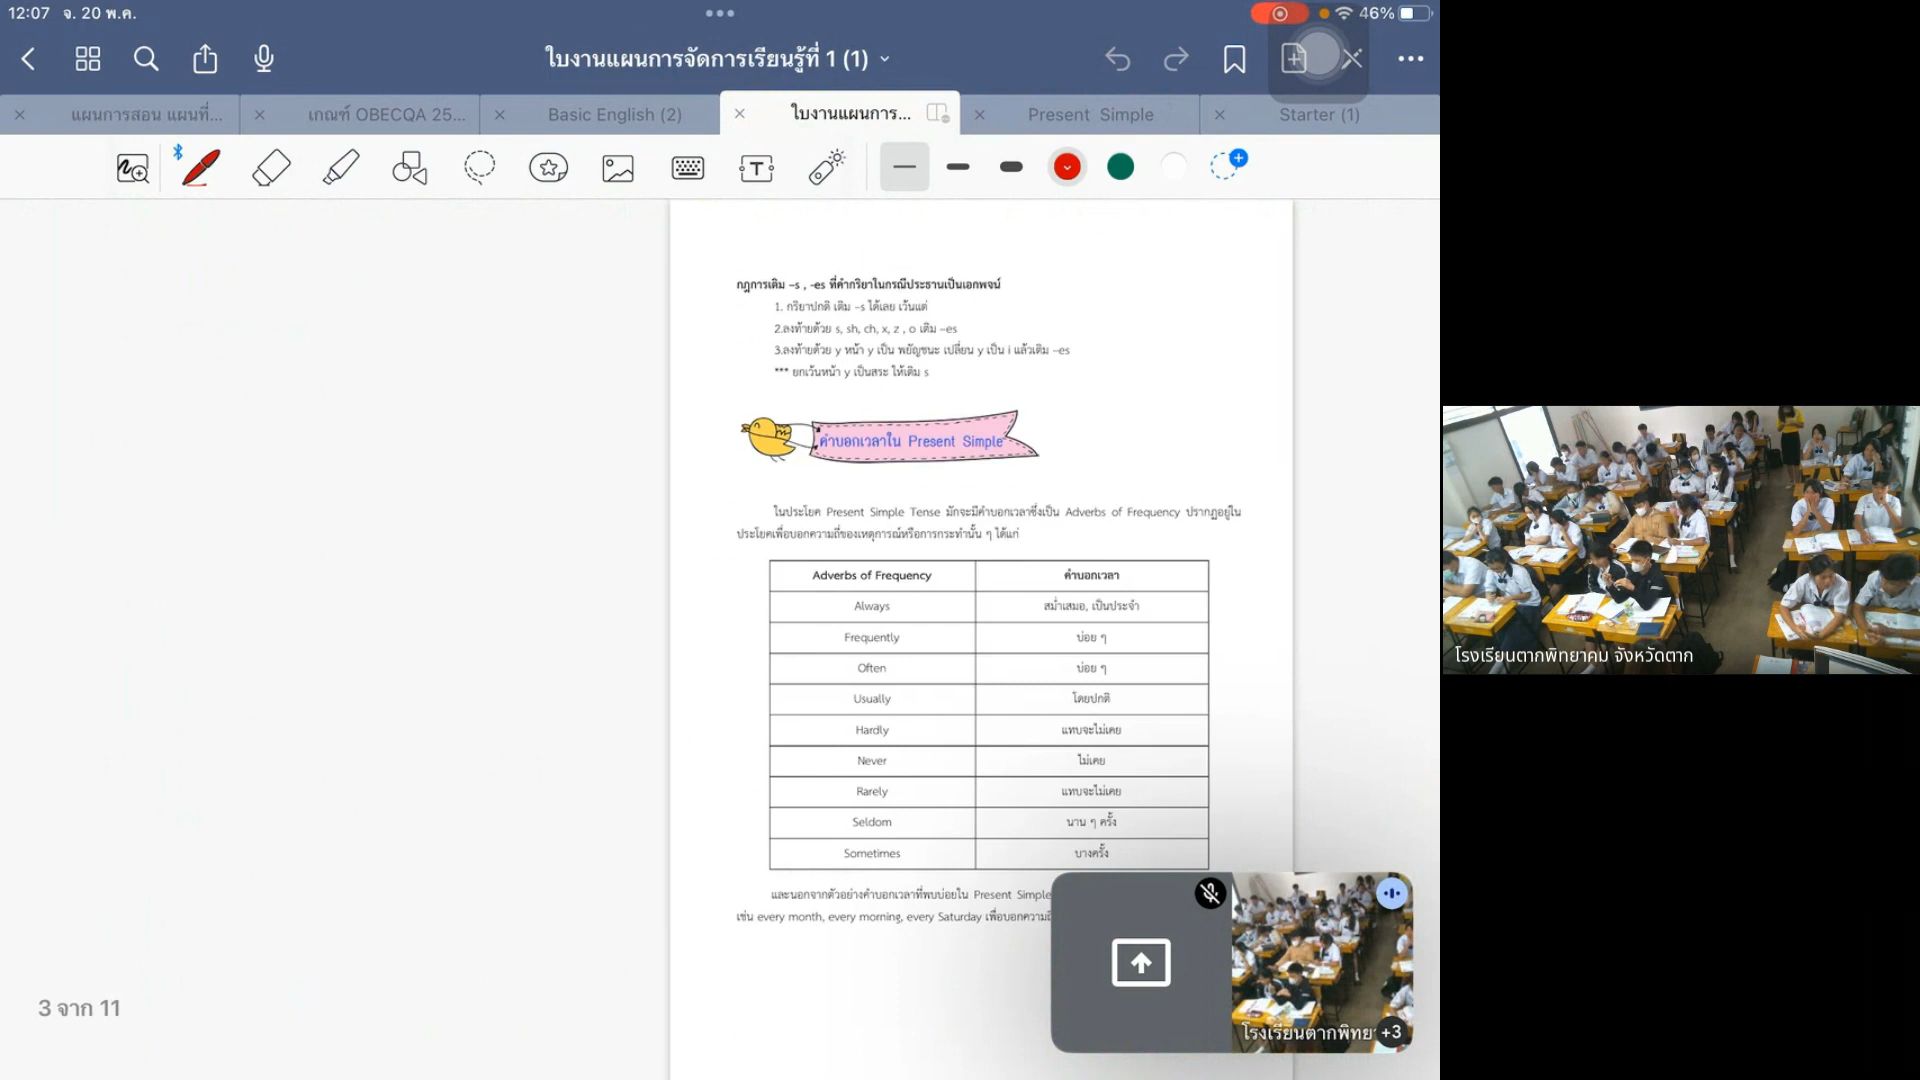 12:07 จ. 20 พ.ค.
46%
ใบงานแผนการจัดการเรียนรู้ที่ 1 (1)
แผนการสอน แผนที่...
เกณฑ์ OBECQA 25...
Basic English (2)
ใบงานแผนการ...
Present Simple
Starter (1)
กฎการเติม –s , -es ที่คำกริยาในกรณีประธานเป็นเอกพจน์
1. กริยาปกติ เติม –s ได้เลย เว้นแต่
2.ลงท้ายด้วย s, sh, ch, x, z , o เติม –es
3.ลงท้ายด้วย y หน้า y เป็น พยัญชนะ เปลี่ยน y เป็น i แล้วเติม –es
*** ยกเว้นหน้า y เป็นสระ ให้เติม s
คำบอกเวลาใน Present Simple
ในประโยค Present Simple Tense มักจะมีคำบอกเวลาซึ่งเป็น Adverbs of Frequency ปรากฏอยู่ใน
ประโยคเพื่อบอกความถี่ของเหตุการณ์หรือการกระทำนั้น ๆ ได้แก่
Adverbs of Frequency คำบอกเวลา
Always สม่ำเสมอ, เป็นประจำ
Frequently บ่อย ๆ
Often บ่อย ๆ
Usually โดยปกติ
Hardly แทบจะไม่เคย
Never ไม่เคย
Rarely แทบจะไม่เคย
Seldom นาน ๆ ครั้ง
Sometimes บางครั้ง
และนอกจากตัวอย่างคำบอกเวลาที่พบบ่อยใน Present Simple
เช่น every month, every morning, every Saturday เพื่อบอกความถี่
3 จาก 11
โรงเรียนตากพิทยา
+3
โรงเรียนตากพิทยาคม จังหวัดตาก